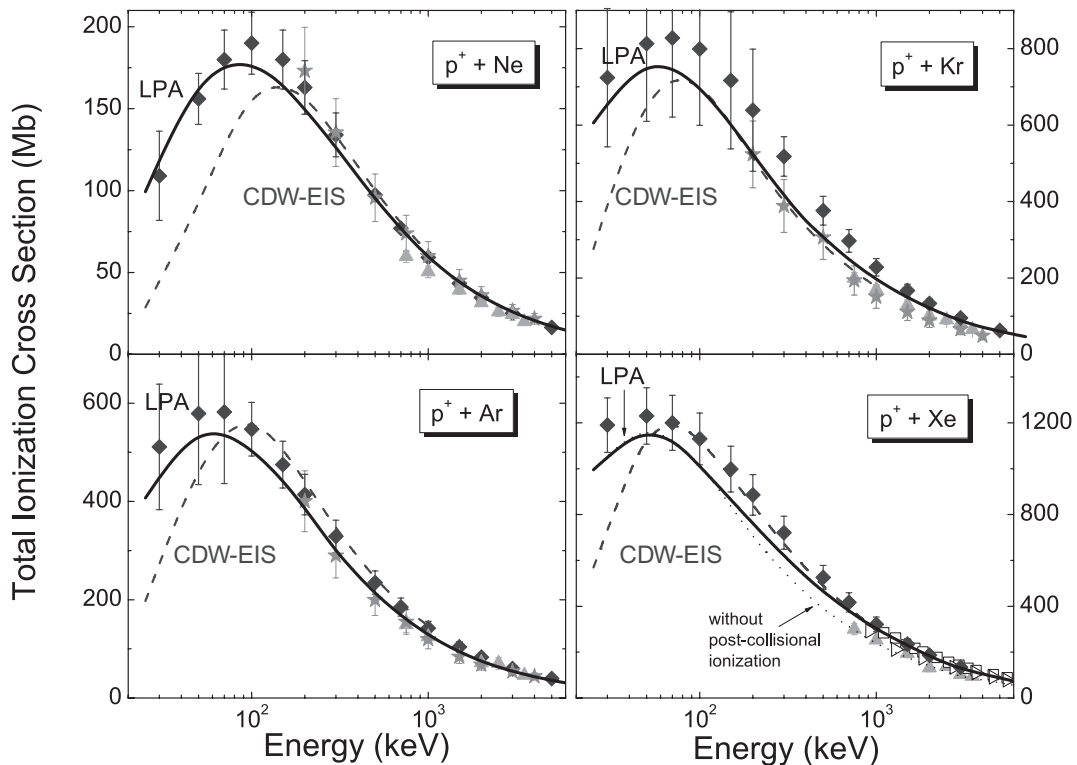 Total Ionization Cross Section (Mb)
200
150
100
50
0
LPA
CDW-EIS
p⁺ + Ne
800
600
400
200
0
LPA
CDW-EIS
p⁺ + Kr
600
400
200
0
LPA
CDW-EIS
p⁺ + Ar
10²
10³
Energy (keV)
1200
800
400
0
LPA
CDW-EIS
p⁺ + Xe
without
post-collisional
ionization
10²
10³
Energy (keV)